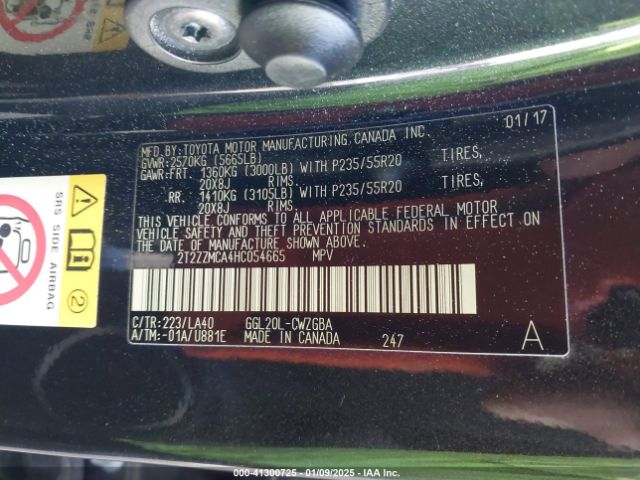 MFD.BY:TOYOTA MOTOR MANUFACTURING.CANADA INC. 01/17
GVWR:2570KG (5665LB)
GAWR:FRT. 1360KG (3000LB) WITH P235/55R20 TIRES,
20X8J RIMS
RR. 1410KG (3105LB) WITH P235/55R20 TIRES,
20X8J RIMS
THIS VEHICLE CONFORMS TO ALL APPLICABLE FEDERAL MOTOR
VEHICLE SAFETY AND THEFT PREVENTION STANDARDS IN EFFECT ON
THE DATE OF MANUFACTURE SHOWN ABOVE.
2T2ZZMCA4HC054665 MPV
C/TR:223/LA40 GGL20L-CWZGBA
A/TM:-01A/U881E MADE IN CANADA 247 A
SRS SIDE AIRBAG
2
000-41300725 - 01/09/2025 - IAA Inc.